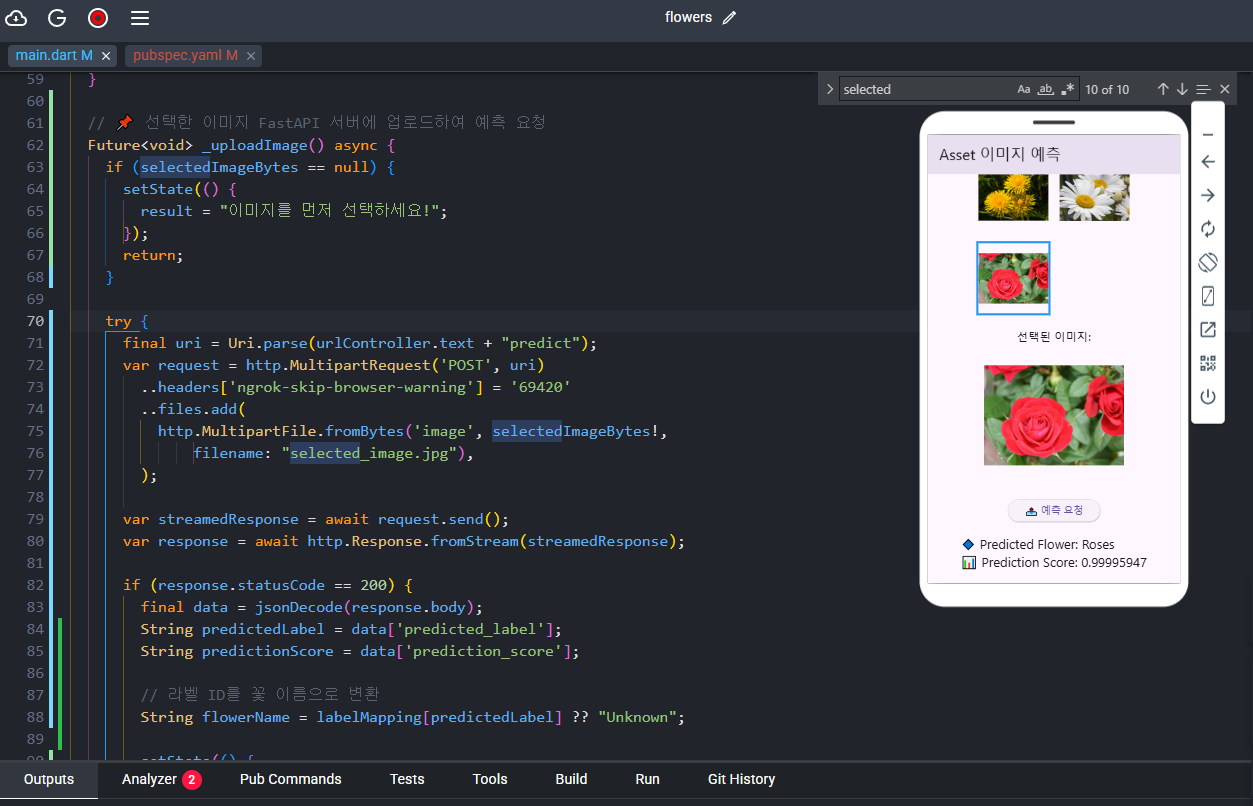 flowers
main.dart M ×
pubspec.yaml M ×
selected Aa ab .* 10 of 10
59 }
60
61 // 📌 선택한 이미지 FastAPI 서버에 업로드하여 예측 요청
62 Future<void> _uploadImage() async {
63 if (selectedImageBytes == null) {
64 setState(() {
65 result = "이미지를 먼저 선택하세요!";
66 });
67 return;
68 }
69
70 try {
71 final uri = Uri.parse(urlController.text + "predict");
72 var request = http.MultipartRequest('POST', uri)
73 ..headers['ngrok-skip-browser-warning'] = '69420'
74 ..files.add(
75 http.MultipartFile.fromBytes('image', selectedImageBytes!,
76 filename: "selected_image.jpg"),
77 );
78
79 var streamedResponse = await request.send();
80 var response = await http.Response.fromStream(streamedResponse);
81
82 if (response.statusCode == 200) {
83 final data = jsonDecode(response.body);
84 String predictedLabel = data['predicted_label'];
85 String predictionScore = data['prediction_score'];
86
87 // 라벨 ID를 꽃 이름으로 변환
88 String flowerName = labelMapping[predictedLabel] ?? "Unknown";
89
90 setState(() {
Asset 이미지 예측
선택된 이미지:
📤 예측 요청
🔷 Predicted Flower: Roses
📊 Prediction Score: 0.99995947
Outputs
Analyzer 2
Pub Commands
Tests
Tools
Build
Run
Git History